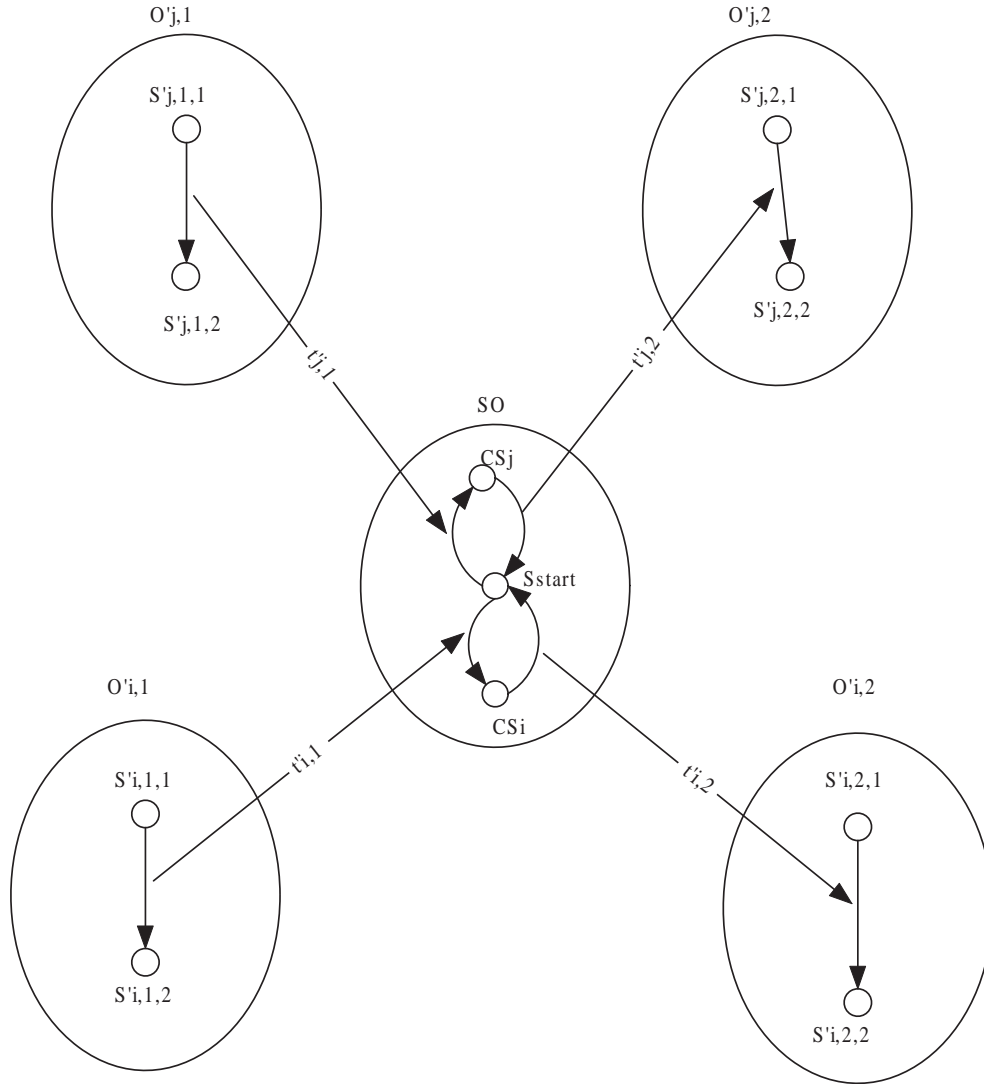 O'j,1
O'j,2
S'j,1,1
S'j,2,1
S'j,1,2
S'j,2,2
t'j,1
t'j,2
SO
CSj
Sstart
O'i,1
O'i,2
CSi
t'i,1
t'i,2
S'i,1,1
S'i,2,1
S'i,1,2
S'i,2,2